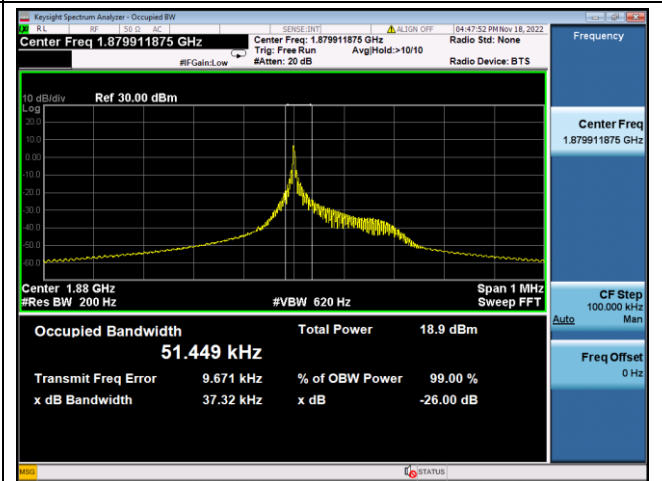 Keysight Spectrum Analyzer - Occupied BW
RL RF 50 Ω AC SENSE:INT ALIGN OFF 04:47:52 PM Nov 18, 2022
Center Freq 1.879911875 GHz Center Freq: 1.879911875 GHz Radio Std: None
Trig: Free Run Avg|Hold:>10/10
#IFGain:Low #Atten: 20 dB Radio Device: BTS
Frequency
10 dB/div Ref 30.00 dBm
Log
20.0
10.0
0.00
-10.0
-20.0
-30.0
-40.0
-50.0
-60.0
Center Freq
1.879911875 GHz
Center 1.88 GHz Span 1 MHz
#Res BW 200 Hz #VBW 620 Hz Sweep FFT
CF Step
100.000 kHz
Auto Man
Occupied Bandwidth Total Power 18.9 dBm
51.449 kHz
Freq Offset
0 Hz
Transmit Freq Error 9.671 kHz % of OBW Power 99.00 %
x dB Bandwidth 37.32 kHz x dB -26.00 dB
MSG STATUS